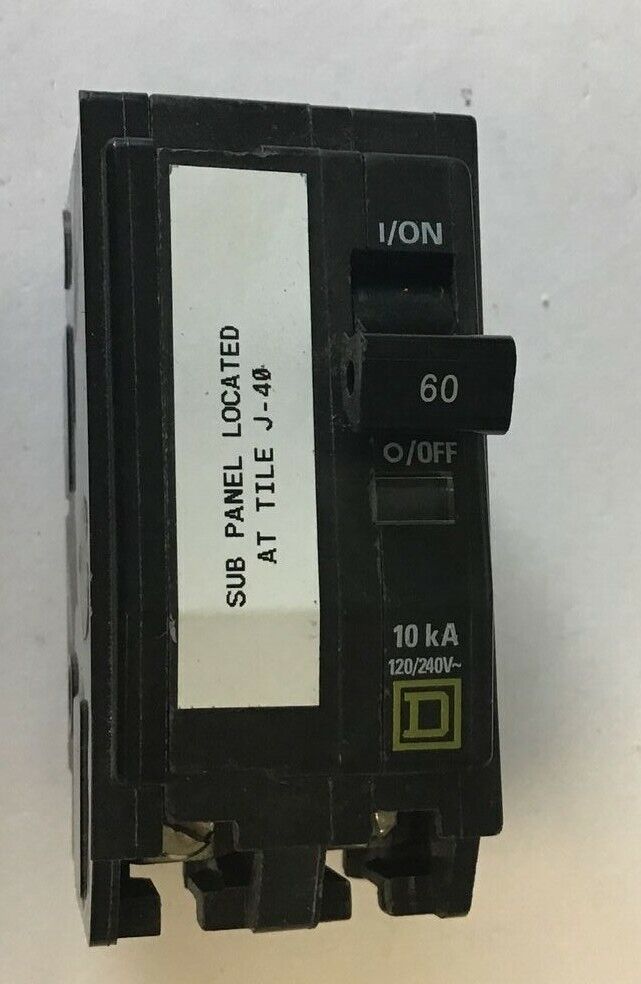 SUB PANEL LOCATED
AT TILE J-40
I/ON
60
O/OFF
10 kA
120/240V~
D